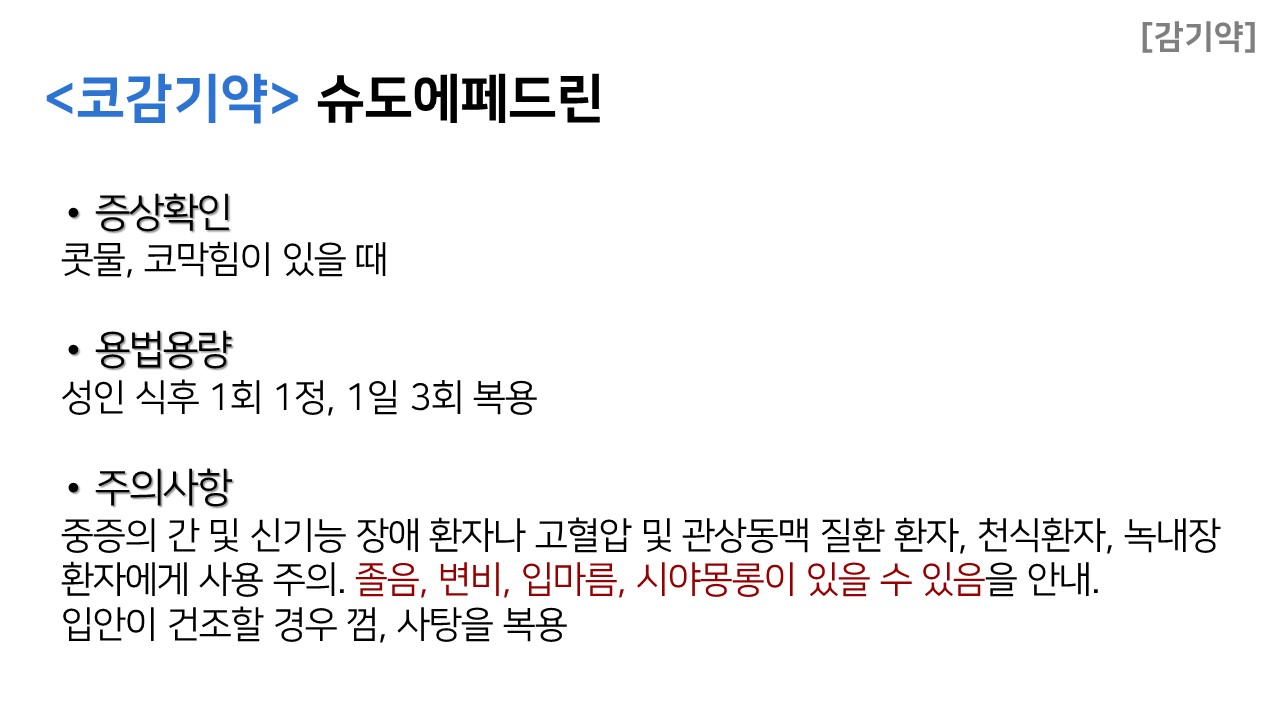 [감기약]
<코감기약> 슈도에페드린
• 증상확인
콧물, 코막힘이 있을 때
• 용법용량
성인 식후 1회 1정, 1일 3회 복용
• 주의사항
중증의 간 및 신기능 장애 환자나 고혈압 및 관상동맥 질환 환자, 천식환자, 녹내장
환자에게 사용 주의. 졸음, 변비, 입마름, 시야몽롱이 있을 수 있음을 안내.
입안이 건조할 경우 껌, 사탕을 복용